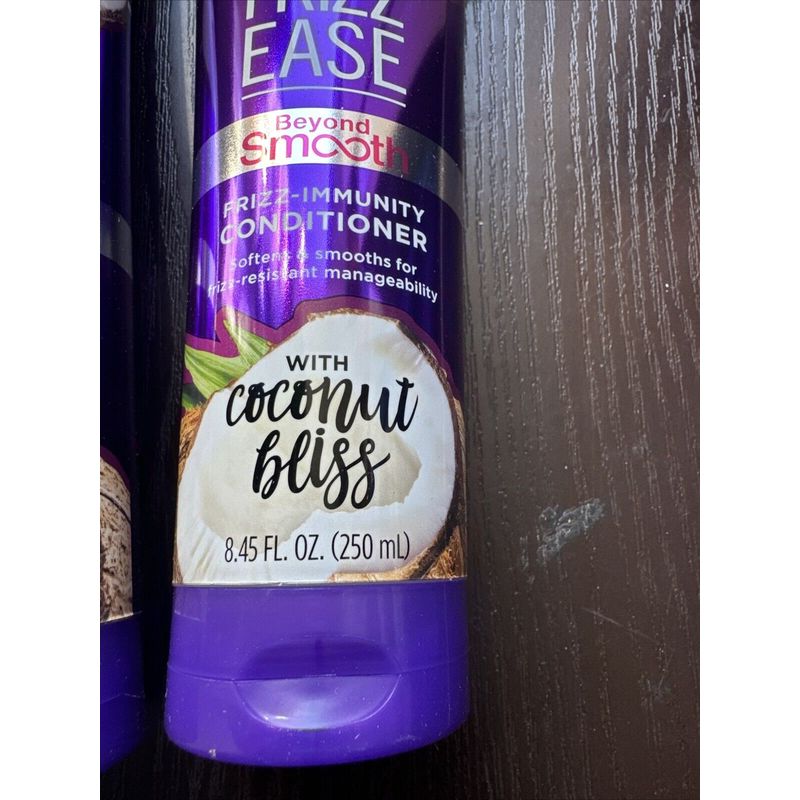 FRIZZ
EASE
Beyond
Smooth
FRIZZ-IMMUNITY
CONDITIONER
Softens & smooths for
frizz-resistant manageability
WITH
coconut
bliss
8.45 FL. OZ. (250 mL)